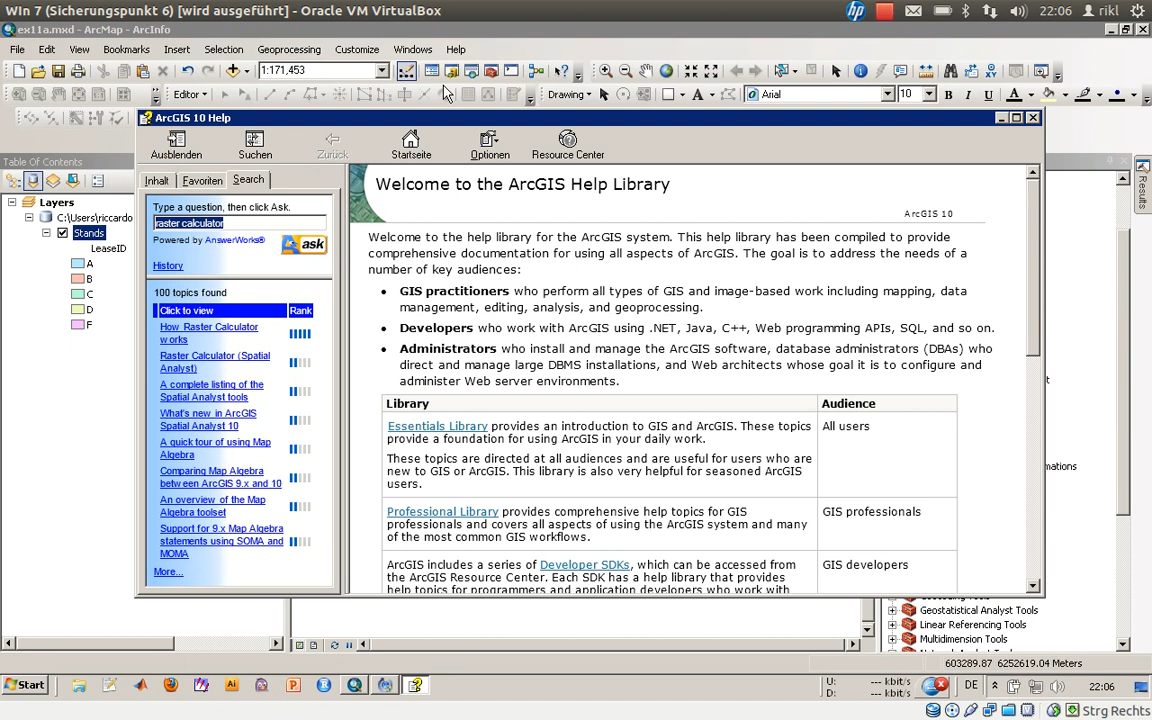 Win 7 (Sicherungspunkt 6) [wird ausgeführt] - Oracle VM VirtualBox
22:06 rikl
ex11a.mxd - ArcMap - ArcInfo
File Edit View Bookmarks Insert Selection Geoprocessing Customize Windows Help
1:171,453
Editor Drawing A Arial 10 B I U A
ArcGIS 10 Help
Ausblenden Suchen Zurück Startseite Optionen Resource Center
Table Of Contents
Layers
C:\Users\riccardo
Stands
LeaseID
A
B
C
D
F
Inhalt Favoriten Search
Type a question, then click Ask.
raster calculator
Powered by AnswerWorks® ask
History
100 topics found
Click to view Rank
How Raster Calculator
works
Raster Calculator (Spatial
Analyst)
A complete listing of the
Spatial Analyst tools
What's new in ArcGIS
Spatial Analyst 10
A quick tour of using Map
Algebra
Comparing Map Algebra
between ArcGIS 9.x and 10
An overview of the Map
Algebra toolset
Support for 9.x Map Algebra
statements using SOMA and
MOMA
More...
Welcome to the ArcGIS Help Library
ArcGIS 10
Welcome to the help library for the ArcGIS system. This help library has been compiled to provide
comprehensive documentation for using all aspects of ArcGIS. The goal is to address the needs of a
number of key audiences:
• GIS practitioners who perform all types of GIS and image-based work including mapping, data
management, editing, analysis, and geoprocessing.
• Developers who work with ArcGIS using .NET, Java, C++, Web programming APIs, SQL, and so on.
• Administrators who install and manage the ArcGIS software, database administrators (DBAs) who
direct and manage large DBMS installations, and Web architects whose goal it is to configure and
administer Web server environments.
Library Audience
Essentials Library provides an introduction to GIS and ArcGIS. These topics All users
provide a foundation for using ArcGIS in your daily work.
These topics are directed at all audiences and are useful for users who are
new to GIS or ArcGIS. This library is also very helpful for seasoned ArcGIS
users.
Professional Library provides comprehensive help topics for GIS GIS professionals
professionals and covers all aspects of using the ArcGIS system and many
of the most common GIS workflows.
ArcGIS includes a series of Developer SDKs, which can be accessed from GIS developers
the ArcGIS Resource Center. Each SDK has a help library that provides
help topics for programmers and application developers who work with
Results
Geostatistical Analyst Tools
Linear Referencing Tools
Multidimension Tools
603289.87 6252619.04 Meters
Start
U: --- kbit/s
D: --- kbit/s
DE 22:06
Strg Rechts